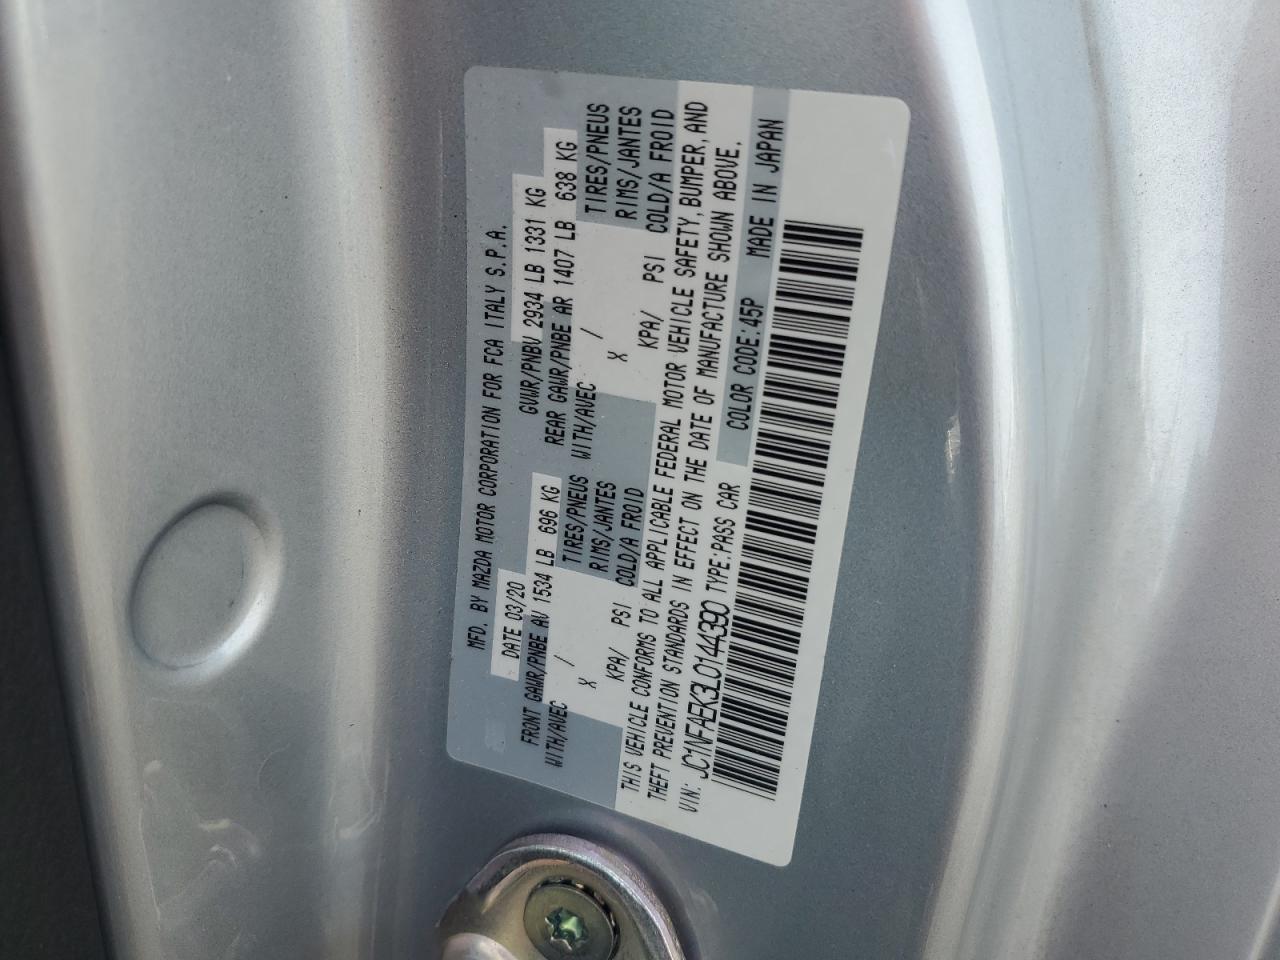 MFD. BY MAZDA MOTOR CORPORATION FOR FCA ITALY S.P.A.
DATE 03/20 GVWR/PNBV 2934 LB 1331 KG
FRONT GAWR/PNBE AV 1534 LB 696 KG REAR GAWR/PNBE AR 1407 LB 638 KG
WITH/AVEC TIRES/PNEUS WITH/AVEC TIRES/PNEUS
X / RIMS/JANTES X / RIMS/JANTES
KPA/ PSI COLD/A FROID KPA/ PSI COLD/A FROID
THIS VEHICLE CONFORMS TO ALL APPLICABLE FEDERAL MOTOR VEHICLE SAFETY, BUMPER, AND
THEFT PREVENTION STANDARDS IN EFFECT ON THE DATE OF MANUFACTURE SHOWN ABOVE.
VIN: JC1NFAEK3L0144390 TYPE:PASS CAR COLOR CODE:45P MADE IN JAPAN